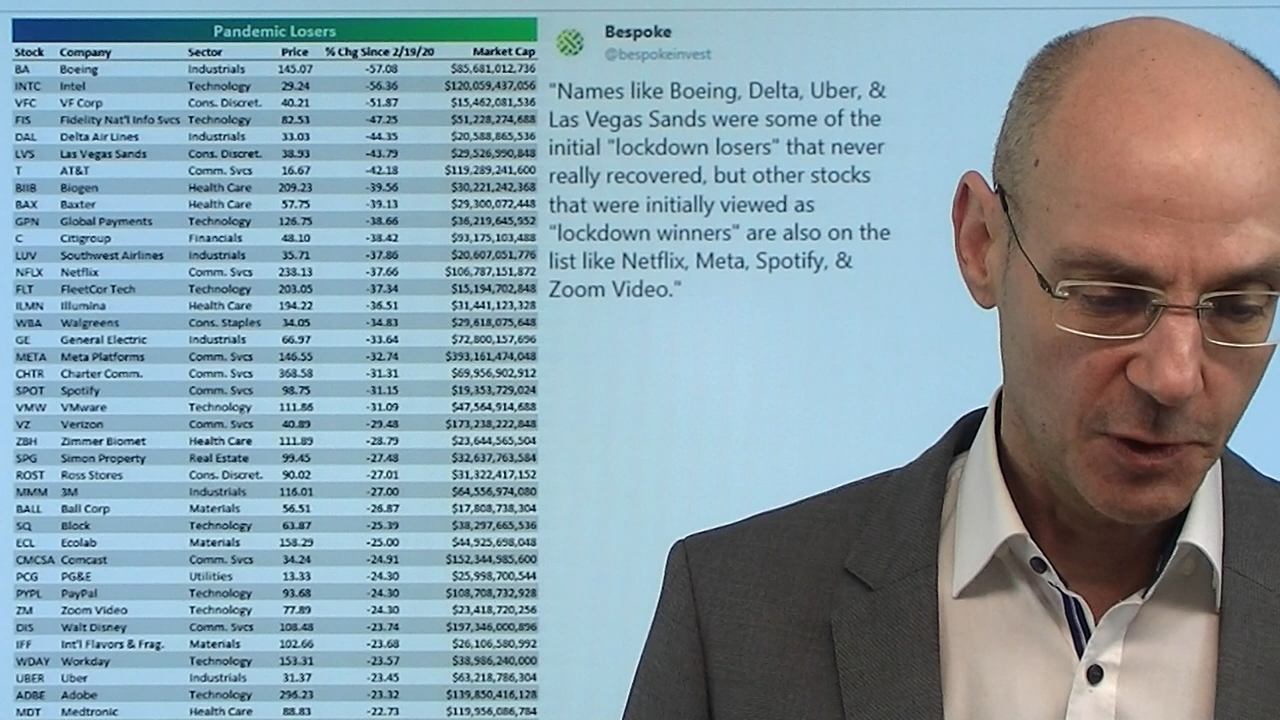 Pandemic Losers
Stock Company Sector Price % Chg Since 2/19/20 Market Cap
BA Boeing Industrials 145.07 -57.08 $85,681,012,736
INTC Intel Technology 29.24 -56.36 $120,059,437,056
VFC VF Corp Cons. Discret. 40.21 -51.87 $15,462,081,536
FIS Fidelity Nat'l Info Svcs Technology 82.53 -47.25 $51,228,274,688
DAL Delta Air Lines Industrials 33.03 -44.35 $20,588,865,536
LVS Las Vegas Sands Cons. Discret. 38.93 -43.79 $29,526,990,848
T AT&T Comm. Svcs 16.67 -42.18 $119,289,241,600
BIIB Biogen Health Care 209.23 -39.56 $30,221,242,368
BAX Baxter Health Care 57.75 -39.13 $29,300,072,448
GPN Global Payments Technology 126.75 -38.66 $36,219,645,952
C Citigroup Financials 48.10 -38.42 $93,175,103,488
LUV Southwest Airlines Industrials 35.71 -37.86 $20,607,051,776
NFLX Netflix Comm. Svcs 238.13 -37.66 $106,787,151,872
FLT FleetCor Tech Technology 203.05 -37.34 $15,194,702,848
ILMN Illumina Health Care 194.22 -36.51 $31,441,123,328
WBA Walgreens Cons. Staples 34.05 -34.83 $29,618,075,648
GE General Electric Industrials 66.97 -33.64 $72,800,157,696
META Meta Platforms Comm. Svcs 146.55 -32.74 $393,161,474,048
CHTR Charter Comm. Comm. Svcs 368.58 -31.31 $69,956,902,912
SPOT Spotify Comm. Svcs 98.75 -31.15 $19,353,729,024
VMW VMware Technology 111.86 -31.09 $47,564,914,688
VZ Verizon Comm. Svcs 40.89 -29.48 $173,238,222,848
ZBH Zimmer Biomet Health Care 111.89 -28.79 $23,644,565,504
SPG Simon Property Real Estate 99.45 -27.48 $32,637,763,584
ROST Ross Stores Cons. Discret. 90.02 -27.01 $31,322,417,152
MMM 3M Industrials 116.01 -27.00 $64,556,974,080
BALL Ball Corp Materials 56.51 -26.87 $17,808,738,304
SQ Block Technology 63.87 -25.39 $38,297,665,536
ECL Ecolab Materials 158.29 -25.00 $44,925,698,048
CMCSA Comcast Comm. Svcs 34.24 -24.91 $152,344,985,600
PCG PG&E Utilities 13.33 -24.30 $25,998,700,544
PYPL PayPal Technology 93.68 -24.30 $108,708,732,928
ZM Zoom Video Technology 77.89 -24.30 $23,418,720,256
DIS Walt Disney Comm. Svcs 108.48 -23.74 $197,346,000,896
IFF Int'l Flavors & Frag. Materials 102.66 -23.68 $26,106,580,992
WDAY Workday Technology 153.31 -23.57 $38,986,240,000
UBER Uber Industrials 31.37 -23.45 $63,218,786,304
ADBE Adobe Technology 296.23 -23.32 $139,850,416,128
MDT Medtronic Health Care 88.83 -22.73 $119,956,086,784
Bespoke
@bespokeinvest
"Names like Boeing, Delta, Uber, &
Las Vegas Sands were some of the
initial "lockdown losers" that never
really recovered, but other stocks
that were initially viewed as
"lockdown winners" are also on the
list like Netflix, Meta, Spotify, &
Zoom Video."